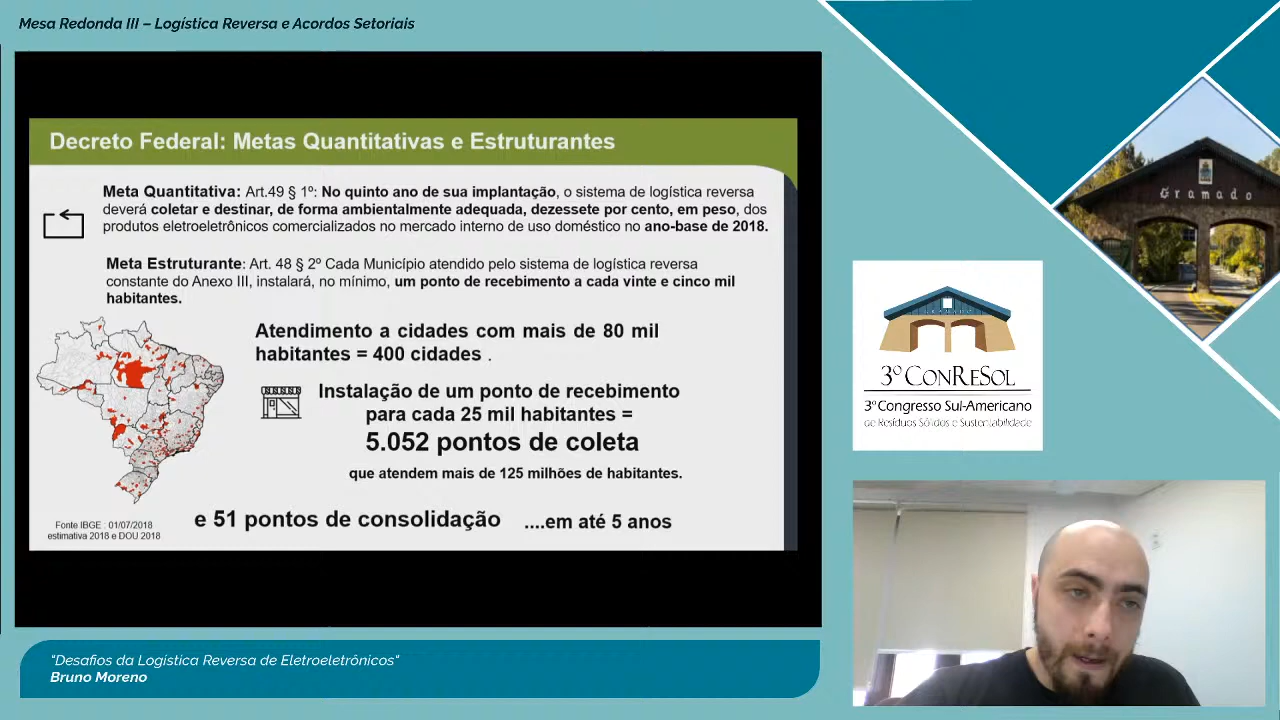 Mesa Redonda III – Logística Reversa e Acordos Setoriais
Decreto Federal: Metas Quantitativas e Estruturantes
Meta Quantitativa: Art.49 § 1º: No quinto ano de sua implantação, o sistema de logística reversa
deverá coletar e destinar, de forma ambientalmente adequada, dezessete por cento, em peso, dos
produtos eletroeletrônicos comercializados no mercado interno de uso doméstico no ano-base de 2018.
Meta Estruturante: Art. 48 § 2º Cada Município atendido pelo sistema de logística reversa
constante do Anexo III, instalará, no mínimo, um ponto de recebimento a cada vinte e cinco mil
habitantes.
Atendimento a cidades com mais de 80 mil
habitantes = 400 cidades .
Instalação de um ponto de recebimento
para cada 25 mil habitantes =
5.052 pontos de coleta
que atendem mais de 125 milhões de habitantes.
e 51 pontos de consolidação ....em até 5 anos
Fonte IBGE : 01/07/2018
estimativa 2018 e DOU 2018
Gramado
3º CONRESOL
3º Congresso Sul-Americano
de Resíduos Sólidos e Sustentabilidade
"Desafios da Logística Reversa de Eletroeletrônicos"
Bruno Moreno